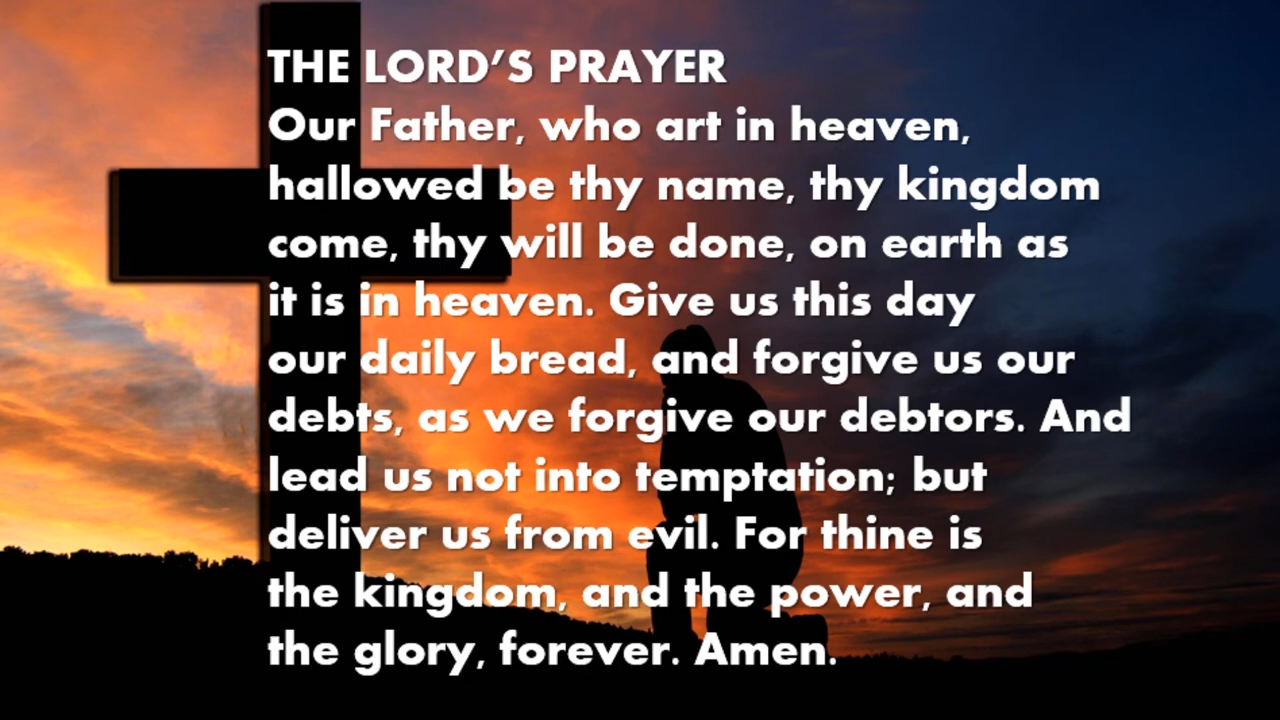 THE LORD’S PRAYER
Our Father, who art in heaven,
hallowed be thy name, thy kingdom
come, thy will be done, on earth as
it is in heaven. Give us this day
our daily bread, and forgive us our
debts, as we forgive our debtors. And
lead us not into temptation; but
deliver us from evil. For thine is
the kingdom, and the power, and
the glory, forever. Amen.